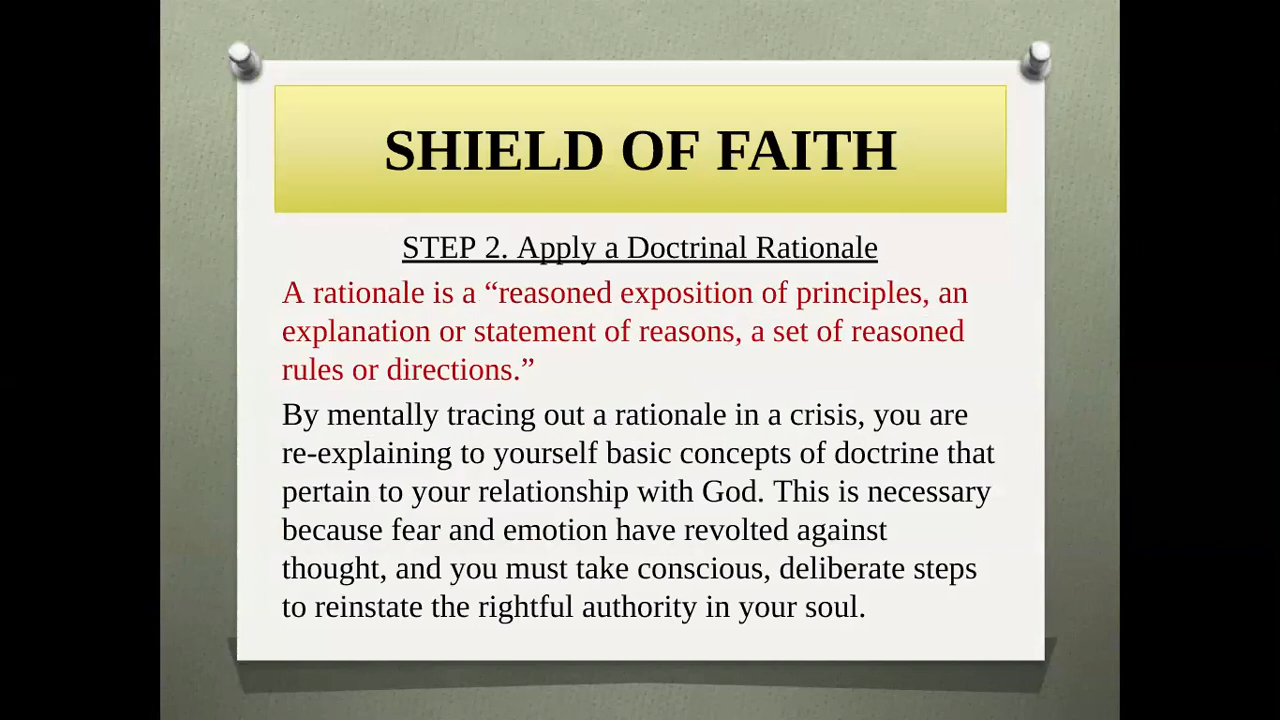 SHIELD OF FAITH
STEP 2. Apply a Doctrinal Rationale
A rationale is a “reasoned exposition of principles, an
explanation or statement of reasons, a set of reasoned
rules or directions.”
By mentally tracing out a rationale in a crisis, you are
re-explaining to yourself basic concepts of doctrine that
pertain to your relationship with God. This is necessary
because fear and emotion have revolted against
thought, and you must take conscious, deliberate steps
to reinstate the rightful authority in your soul.